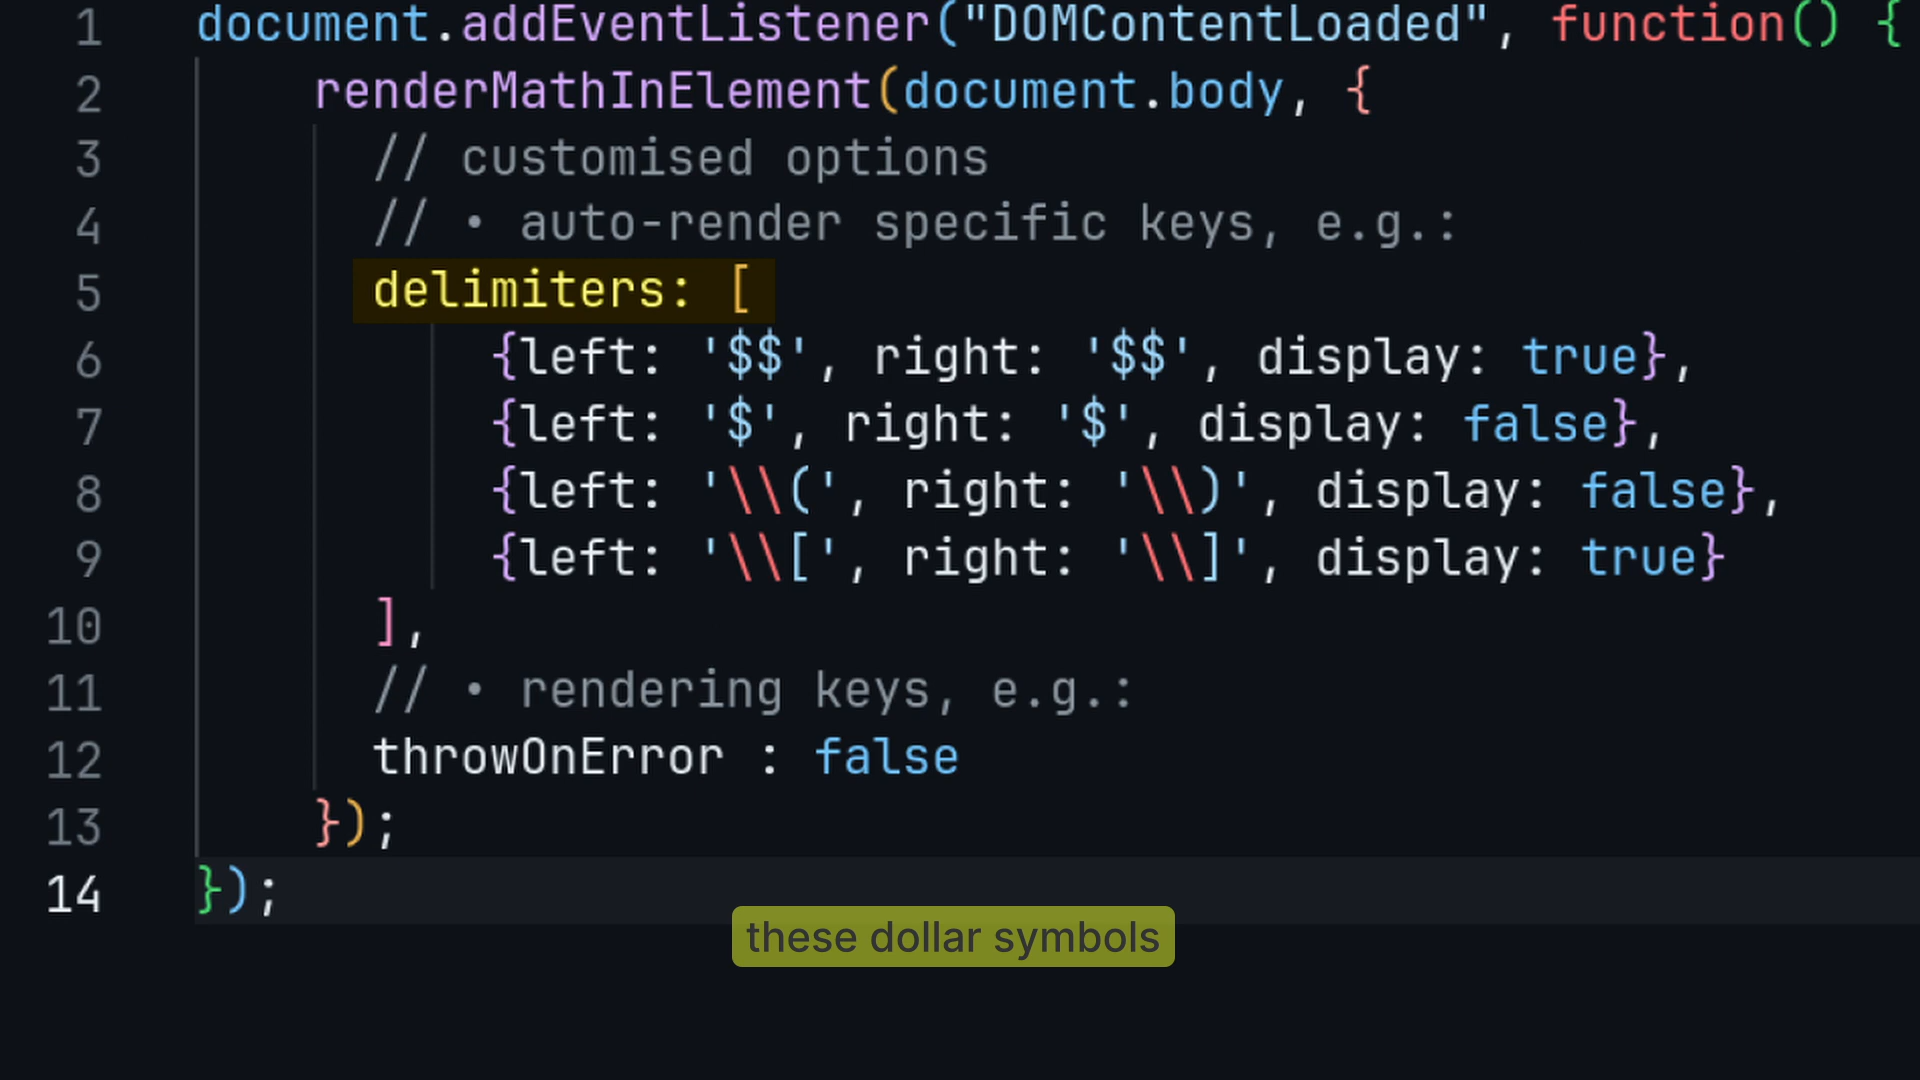 1 document.addEventListener("DOMContentLoaded", function() {
2 renderMathInElement(document.body, {
3 // customised options
4 // • auto-render specific keys, e.g.:
5 delimiters: [
6 {left: '$$', right: '$$', display: true},
7 {left: '$', right: '$', display: false},
8 {left: '\\(', right: '\\)', display: false},
9 {left: '\\[', right: '\\]', display: true}
10 ],
11 // • rendering keys, e.g.:
12 throwOnError : false
13 });
14 });
these dollar symbols